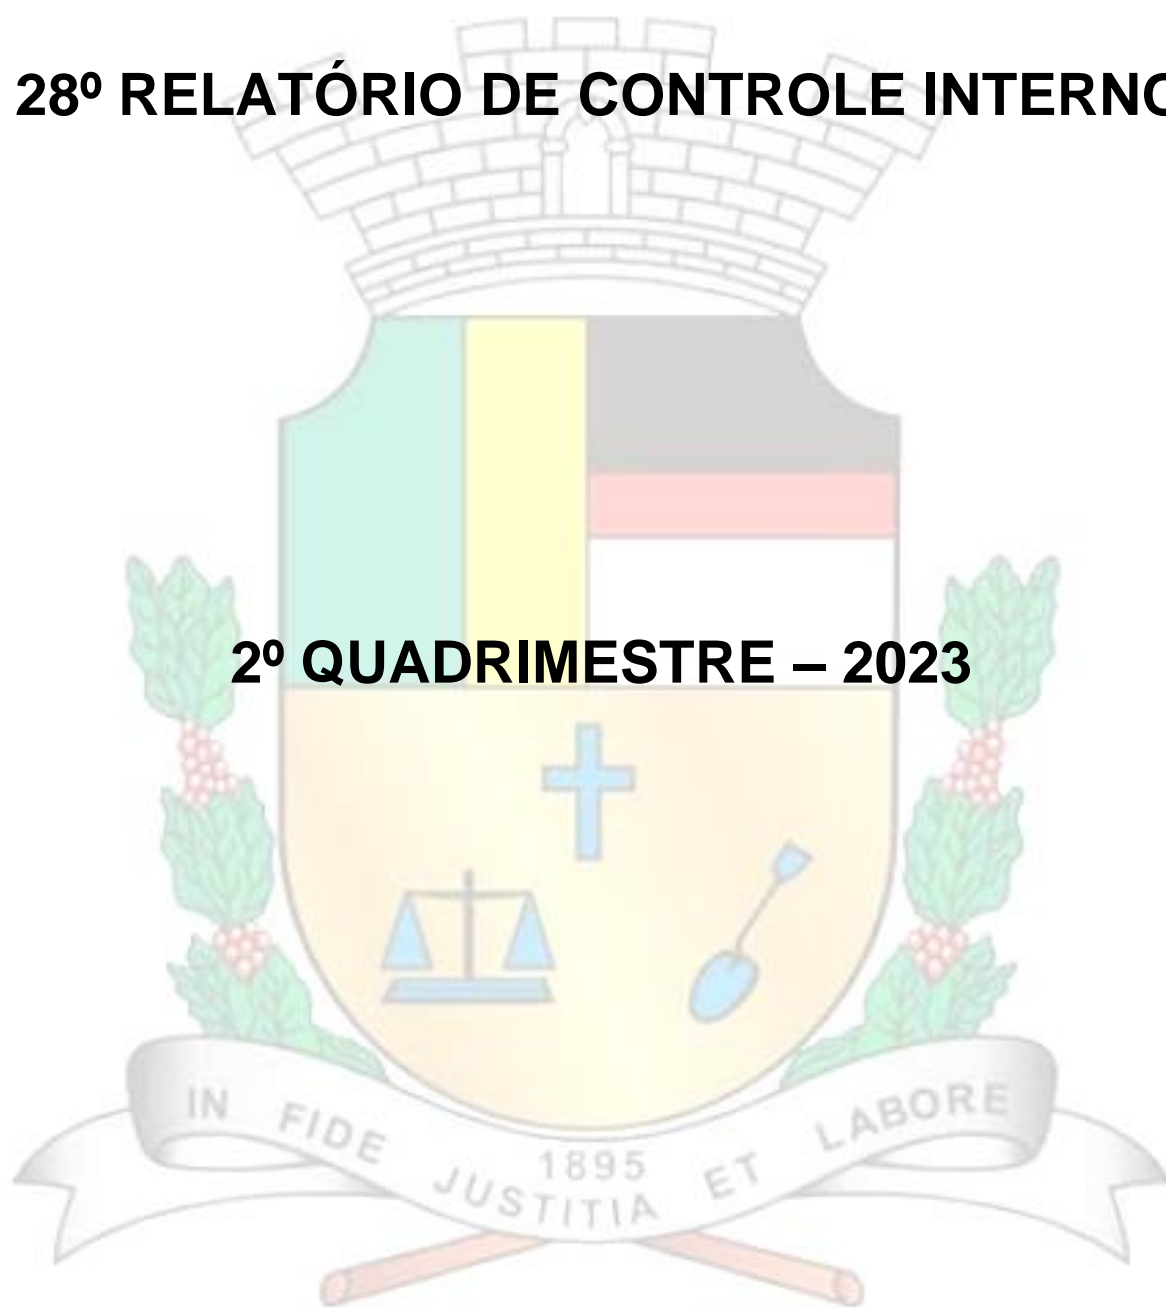 28º RELATÓRIO DE CONTROLE INTERNO
2º QUADRIMESTRE – 2023
IN FIDE JUSTITIA ET LABORE
1895